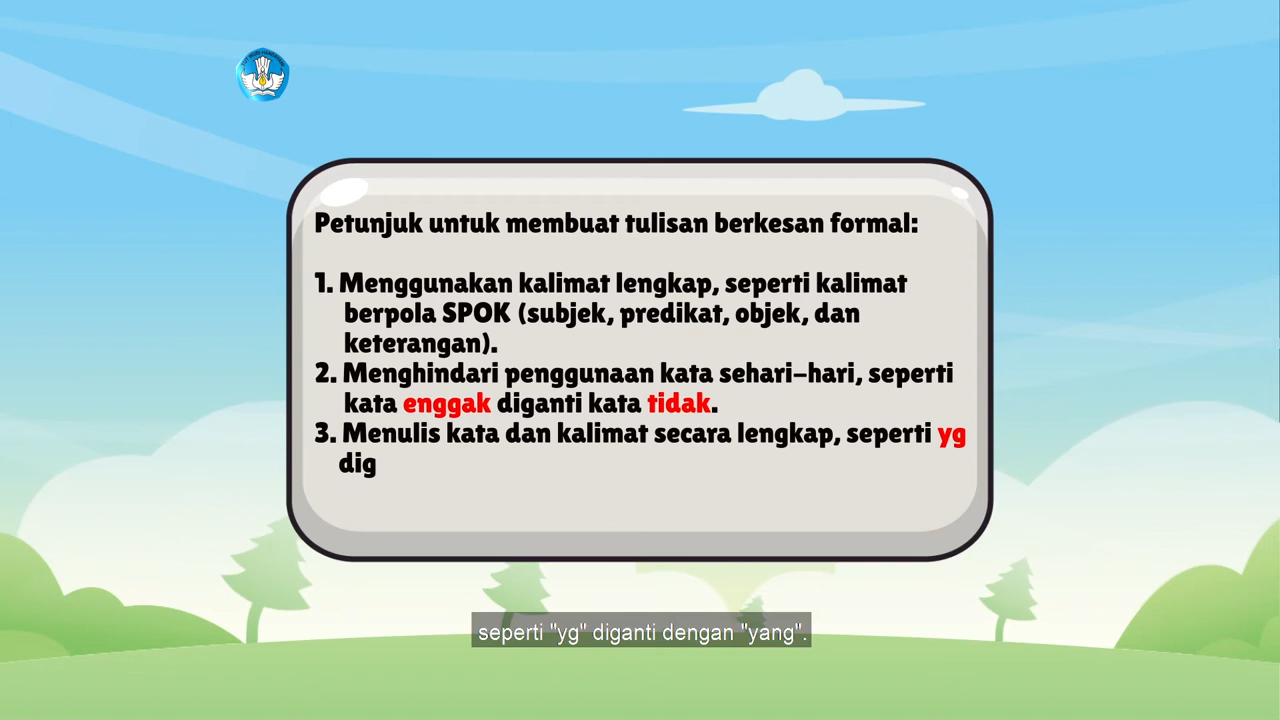 Petunjuk untuk membuat tulisan berkesan formal:
1. Menggunakan kalimat lengkap, seperti kalimat
berpola SPOK (subjek, predikat, objek, dan
keterangan).
2. Menghindari penggunaan kata sehari-hari, seperti
kata enggak diganti kata tidak.
3. Menulis kata dan kalimat secara lengkap, seperti yg
dig
seperti "yg" diganti dengan "yang".